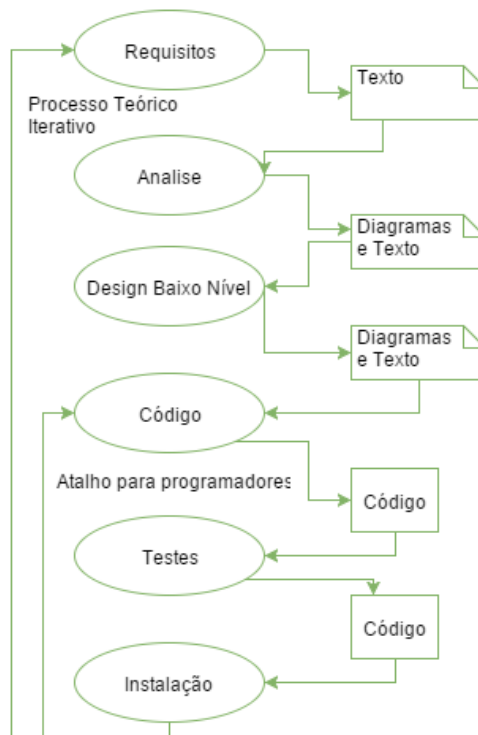 Requisitos
Texto
Processo Teórico
Iterativo
Analise
Diagramas
e Texto
Design Baixo Nível
Diagramas
e Texto
Código
Atalho para programadores
Código
Testes
Código
Instalação